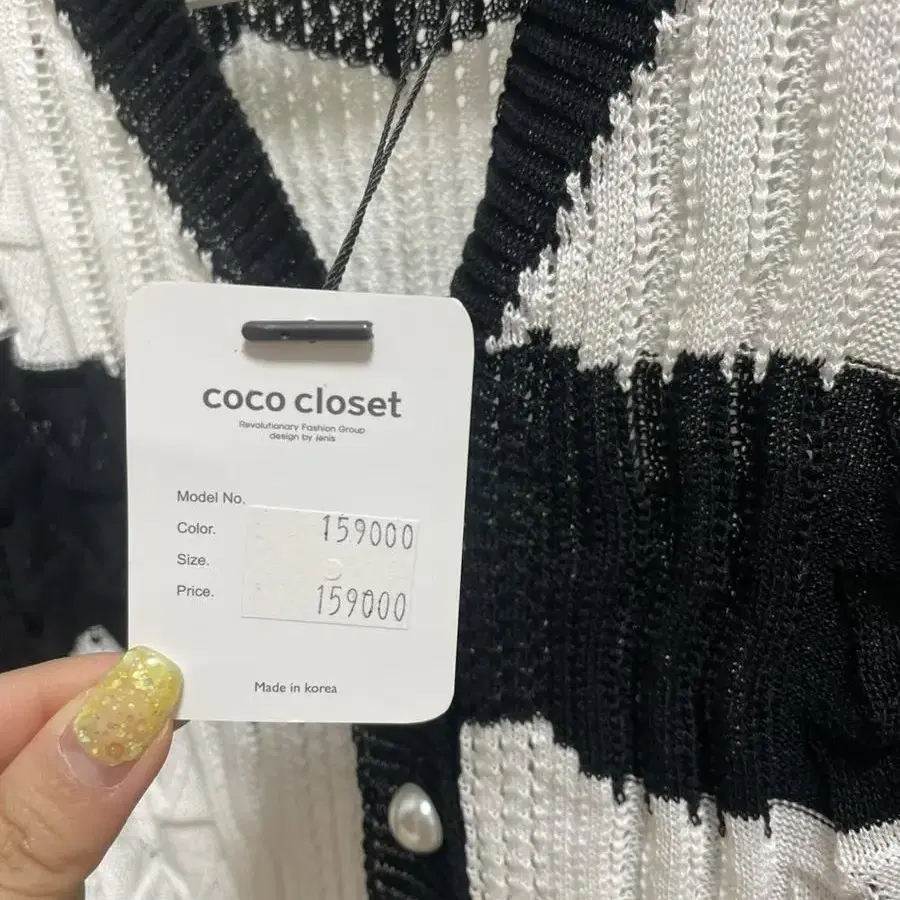 coco closet
Revolutionary Fashion Group
design by jenis
Model No.
Color. 159000
Size.
Price. 159000
Made in korea